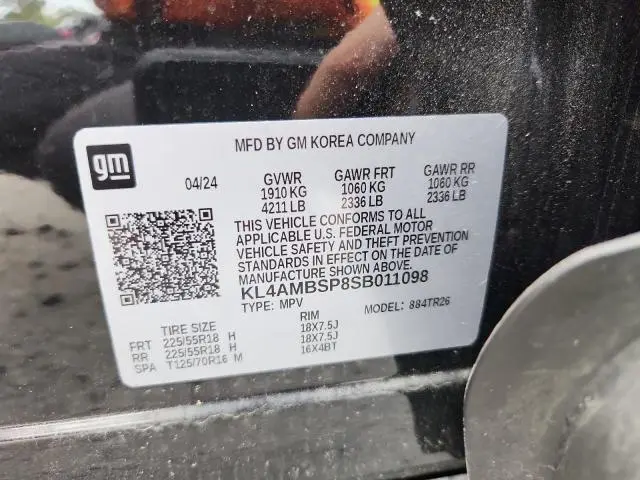 MFD BY GM KOREA COMPANY
gm
04/24
GVWR GAWR FRT GAWR RR
1910 KG 1060 KG 1060 KG
4211 LB 2336 LB 2336 LB
THIS VEHICLE CONFORMS TO ALL
APPLICABLE U.S. FEDERAL MOTOR
VEHICLE SAFETY AND THEFT PREVENTION
STANDARDS IN EFFECT ON THE DATE OF
MANUFACTURE SHOWN ABOVE.
KL4AMBSP8SB011098
TYPE: MPV MODEL: 884TR26
TIRE SIZE RIM
FRT 225/55R18 H 18X7.5J
RR 225/55R18 H 18X7.5J
SPA T125/70R16 M 16X4BT